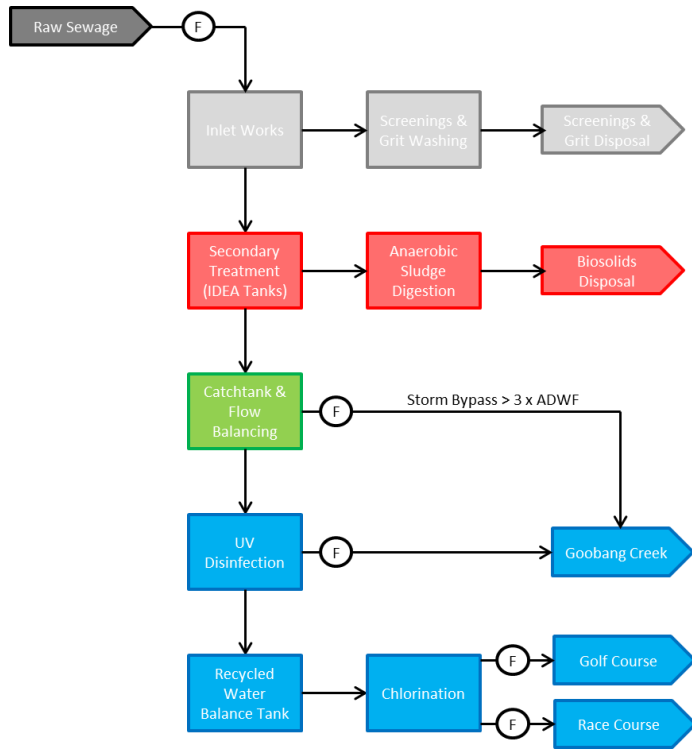 Raw Sewage
F
Inlet Works
Screenings &
Grit Washing
Screenings &
Grit Disposal
Secondary
Treatment
(IDEA Tanks)
Anaerobic
Sludge
Digestion
Biosolids
Disposal
Catchtank &
Flow
Balancing
F
Storm Bypass > 3 x ADWF
UV
Disinfection
F
Goobang Creek
Recycled
Water
Balance Tank
Chlorination
F
Golf Course
F
Race Course